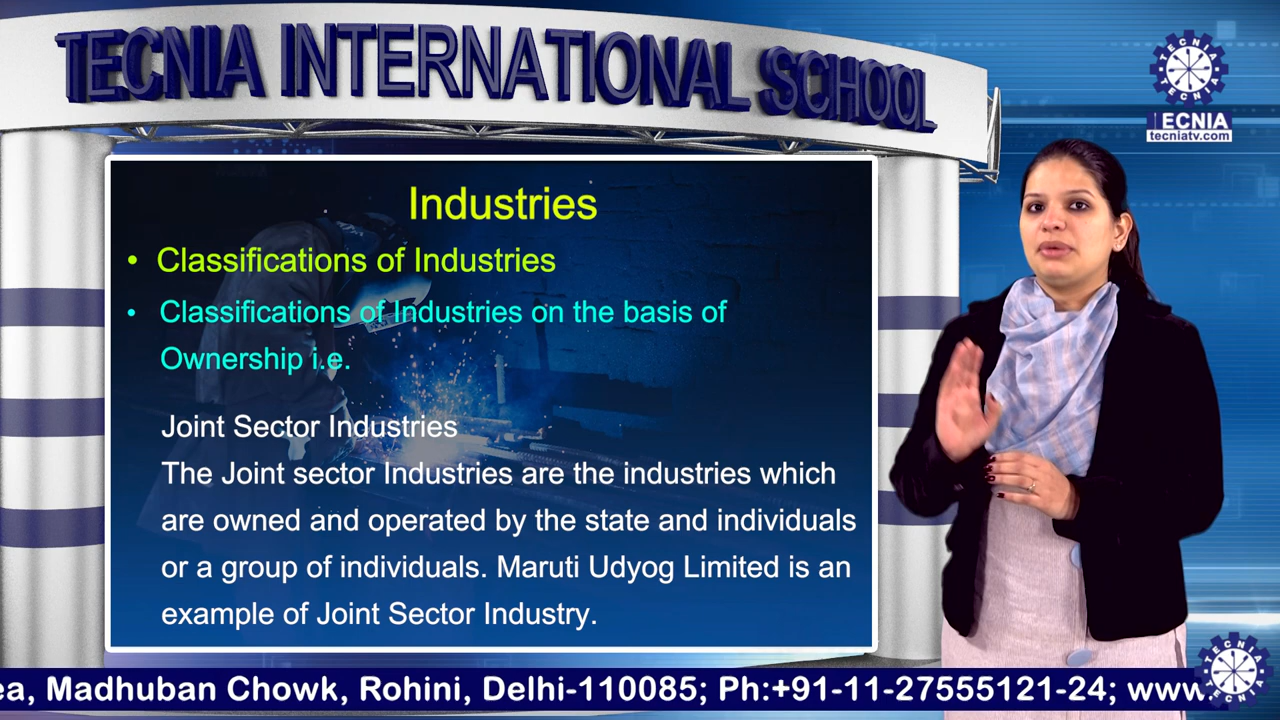 TECNIA INTERNATIONAL SCHOOL
TECNIA
TECNIA
TECNIA
tecniatv.com
Industries
• Classifications of Industries
• Classifications of Industries on the basis of
Ownership i.e.
Joint Sector Industries
The Joint sector Industries are the industries which
are owned and operated by the state and individuals
or a group of individuals. Maruti Udyog Limited is an
example of Joint Sector Industry.
Madhuban Chowk, Rohini, Delhi-110085; Ph:+91-11-27555121-24; www.
TECNIA
TECNIA